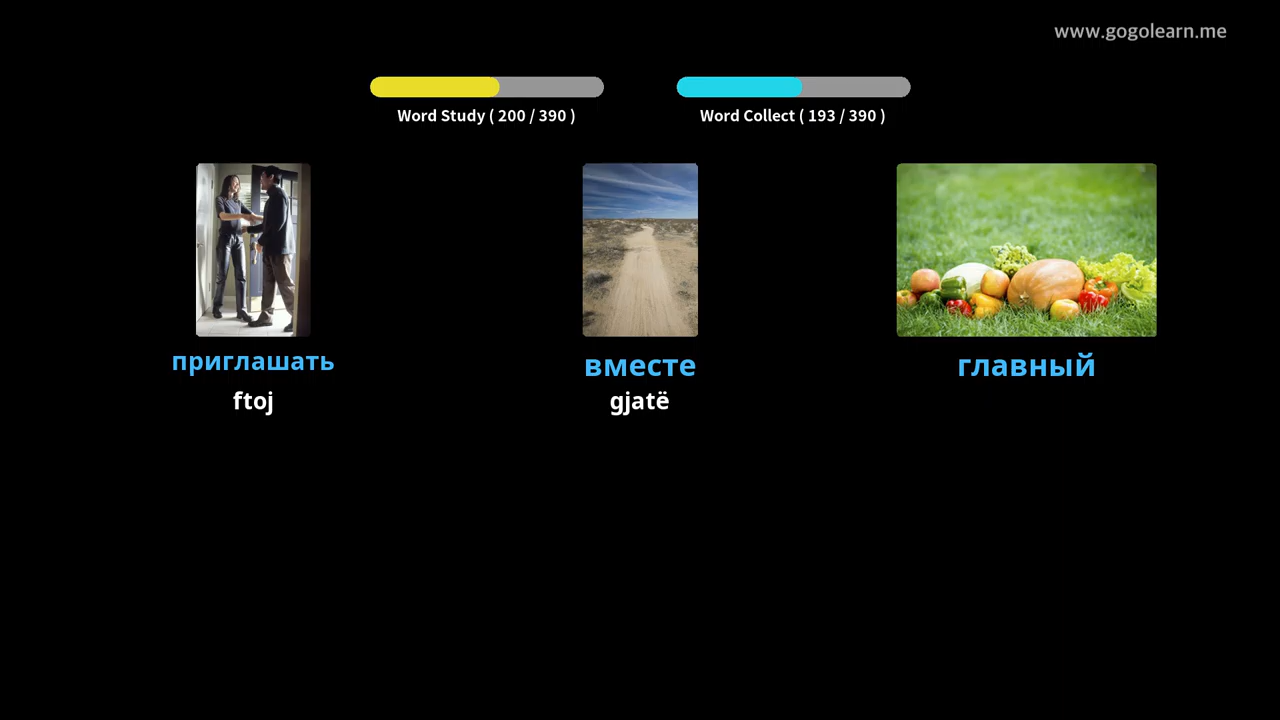 www.gogolearn.me
Word Study ( 200 / 390 )
Word Collect ( 193 / 390 )
приглашать
ftoj
вместе
gjatë
главный